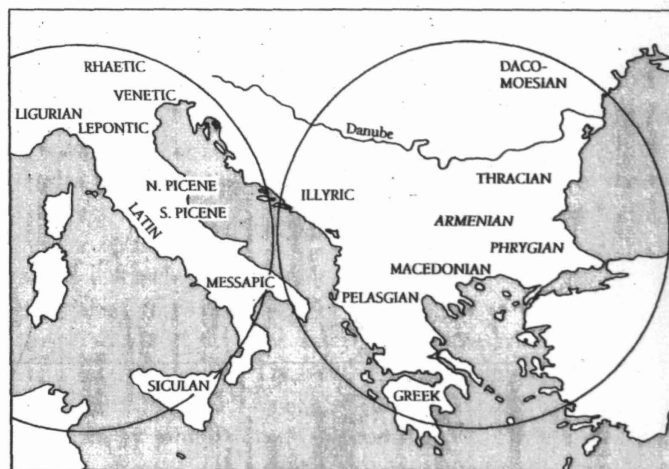 RHAETIC
VENETIC
LIGURIAN
LEPONTIC
N. PICENE
S. PICENE
LATIN
MESSAPIC
SICULAN
DACO-
MOESIAN
Danube
THRACIAN
ILLYRIC
ARMENIAN
PHRYGIAN
MACEDONIAN
PELASGIAN
GREEK